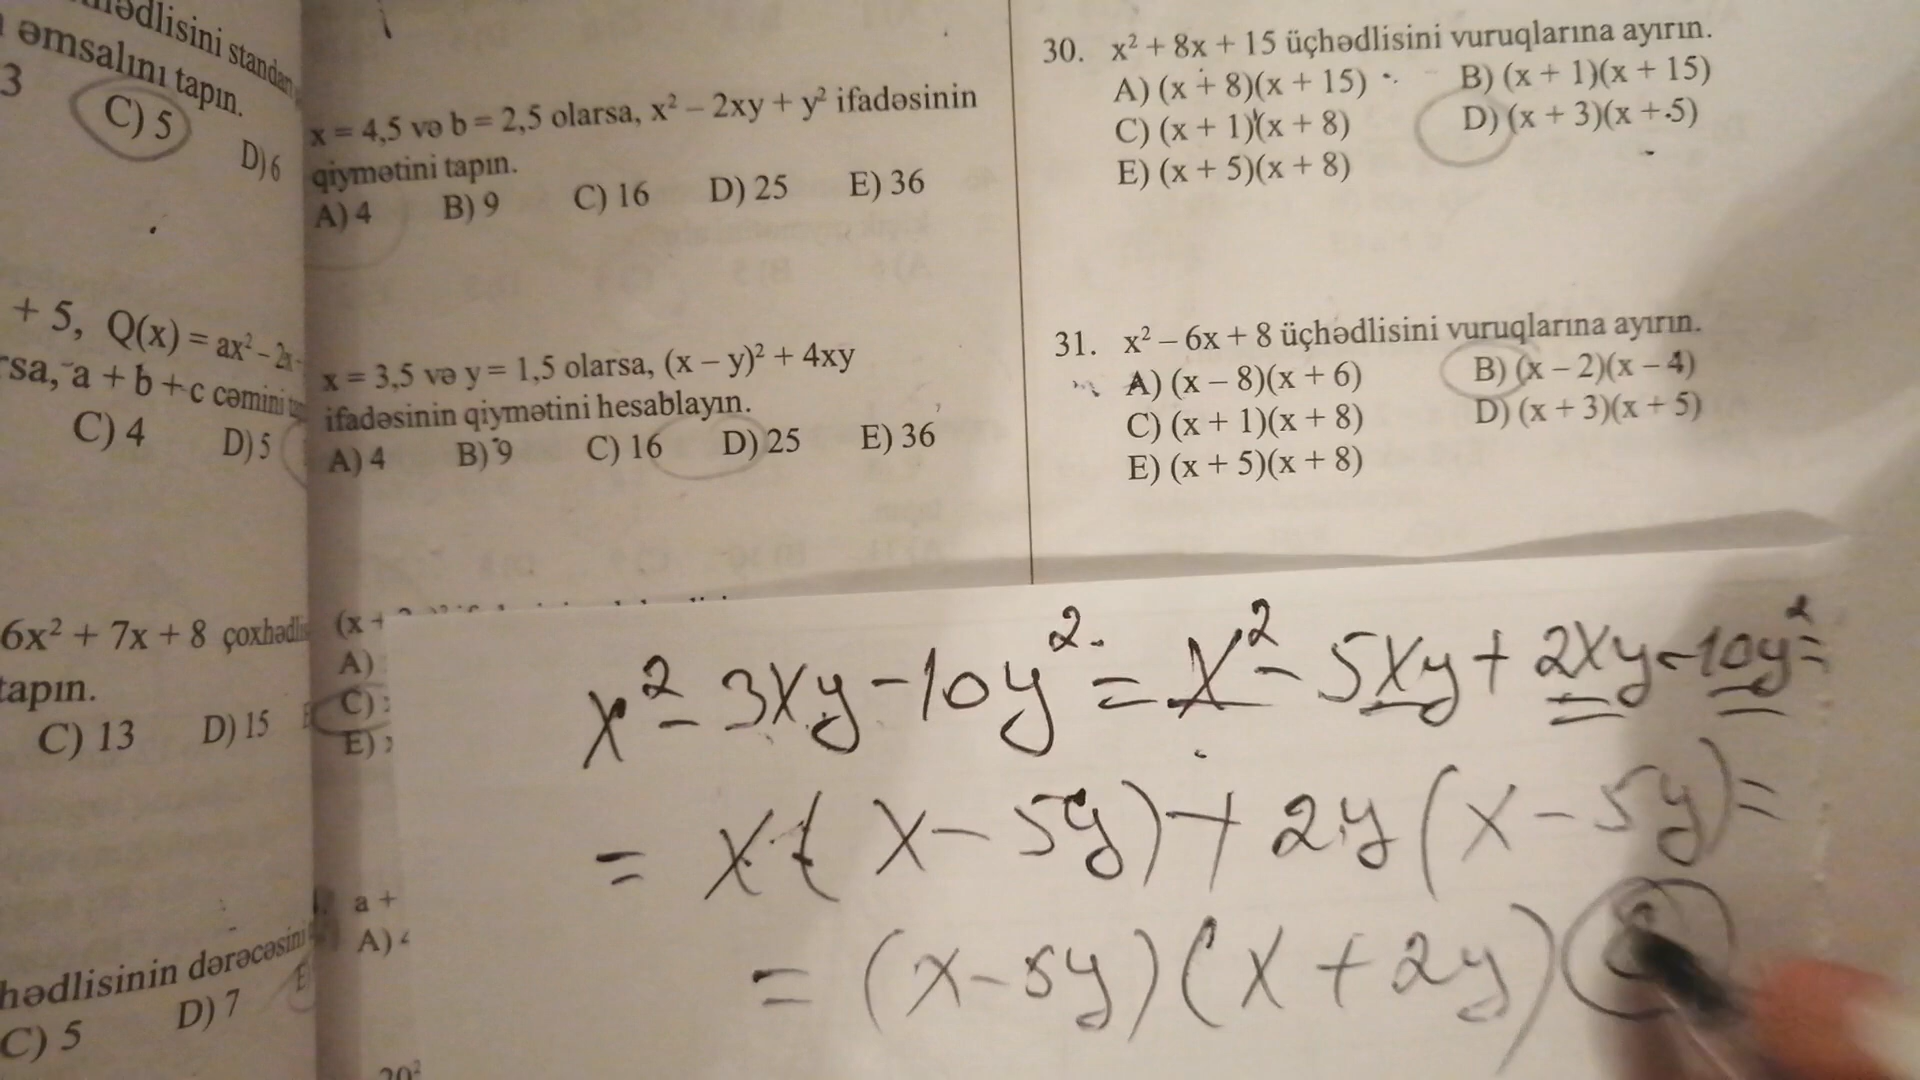 əmsalını tapın.
3
C) 5
D) 6
+ 5, Q(x) = ax² – 2x
a + b + c cəmini
C) 4
D) 5
6x² + 7x + 8
tapın.
C) 13
D) 15
dərəcəsini
C) 5
D) 7
x = 4,5 və b = 2,5 olarsa, x² – 2xy + y² ifadəsinin
qiymətini tapın.
A) 4 B) 9 C) 16 D) 25 E) 36
x = 3,5 və y = 1,5 olarsa, (x – y)² + 4xy
ifadəsinin qiymətini hesablayın.
A) 4 B) 9 C) 16 D) 25 E) 36
(x +
A)
C)
E)
a +
A)
20²
30. x² + 8x + 15 üçhədlisini vuruqlarına ayırın.
A) (x + 8)(x + 15) B) (x + 1)(x + 15)
C) (x + 1)(x + 8) D) (x + 3)(x + 5)
E) (x + 5)(x + 8)
31. x² – 6x + 8 üçhədlisini vuruqlarına ayırın.
A) (x – 8)(x + 6) B) (x – 2)(x – 4)
C) (x + 1)(x + 8) D) (x + 3)(x + 5)
E) (x + 5)(x + 8)
x² - 3xy - 10y² = x² - 5xy + 2xy - 10y² =
= x·(x - 5y) + 2y(x - 5y) =
= (x - 5y)(x + 2y)